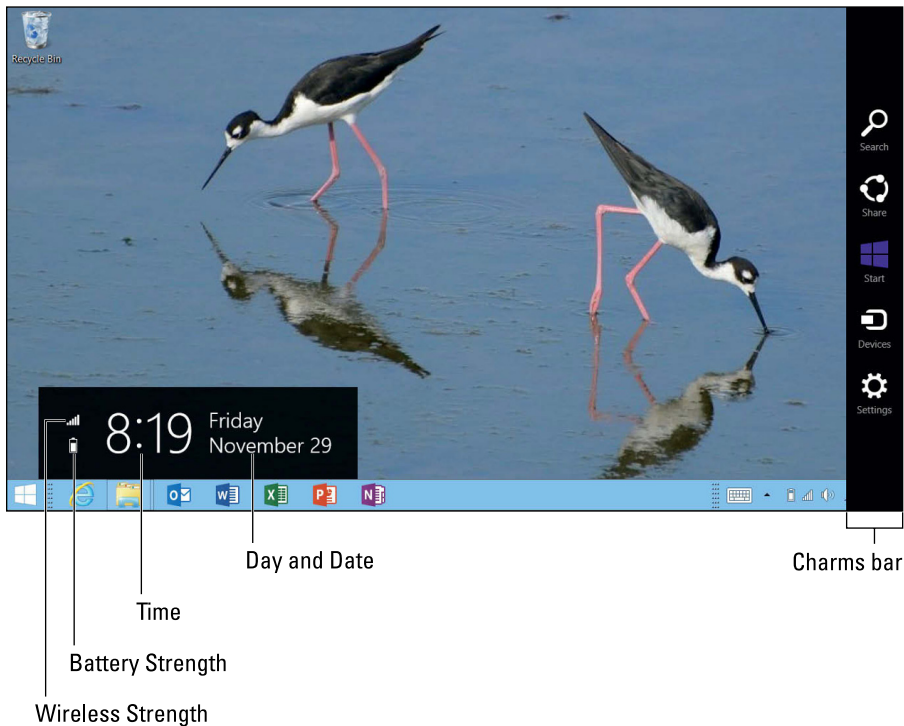 Recycle Bin
Search
Share
Start
Devices
Settings
8:19
Friday
November 29
Day and Date
Charms bar
Time
Battery Strength
Wireless Strength